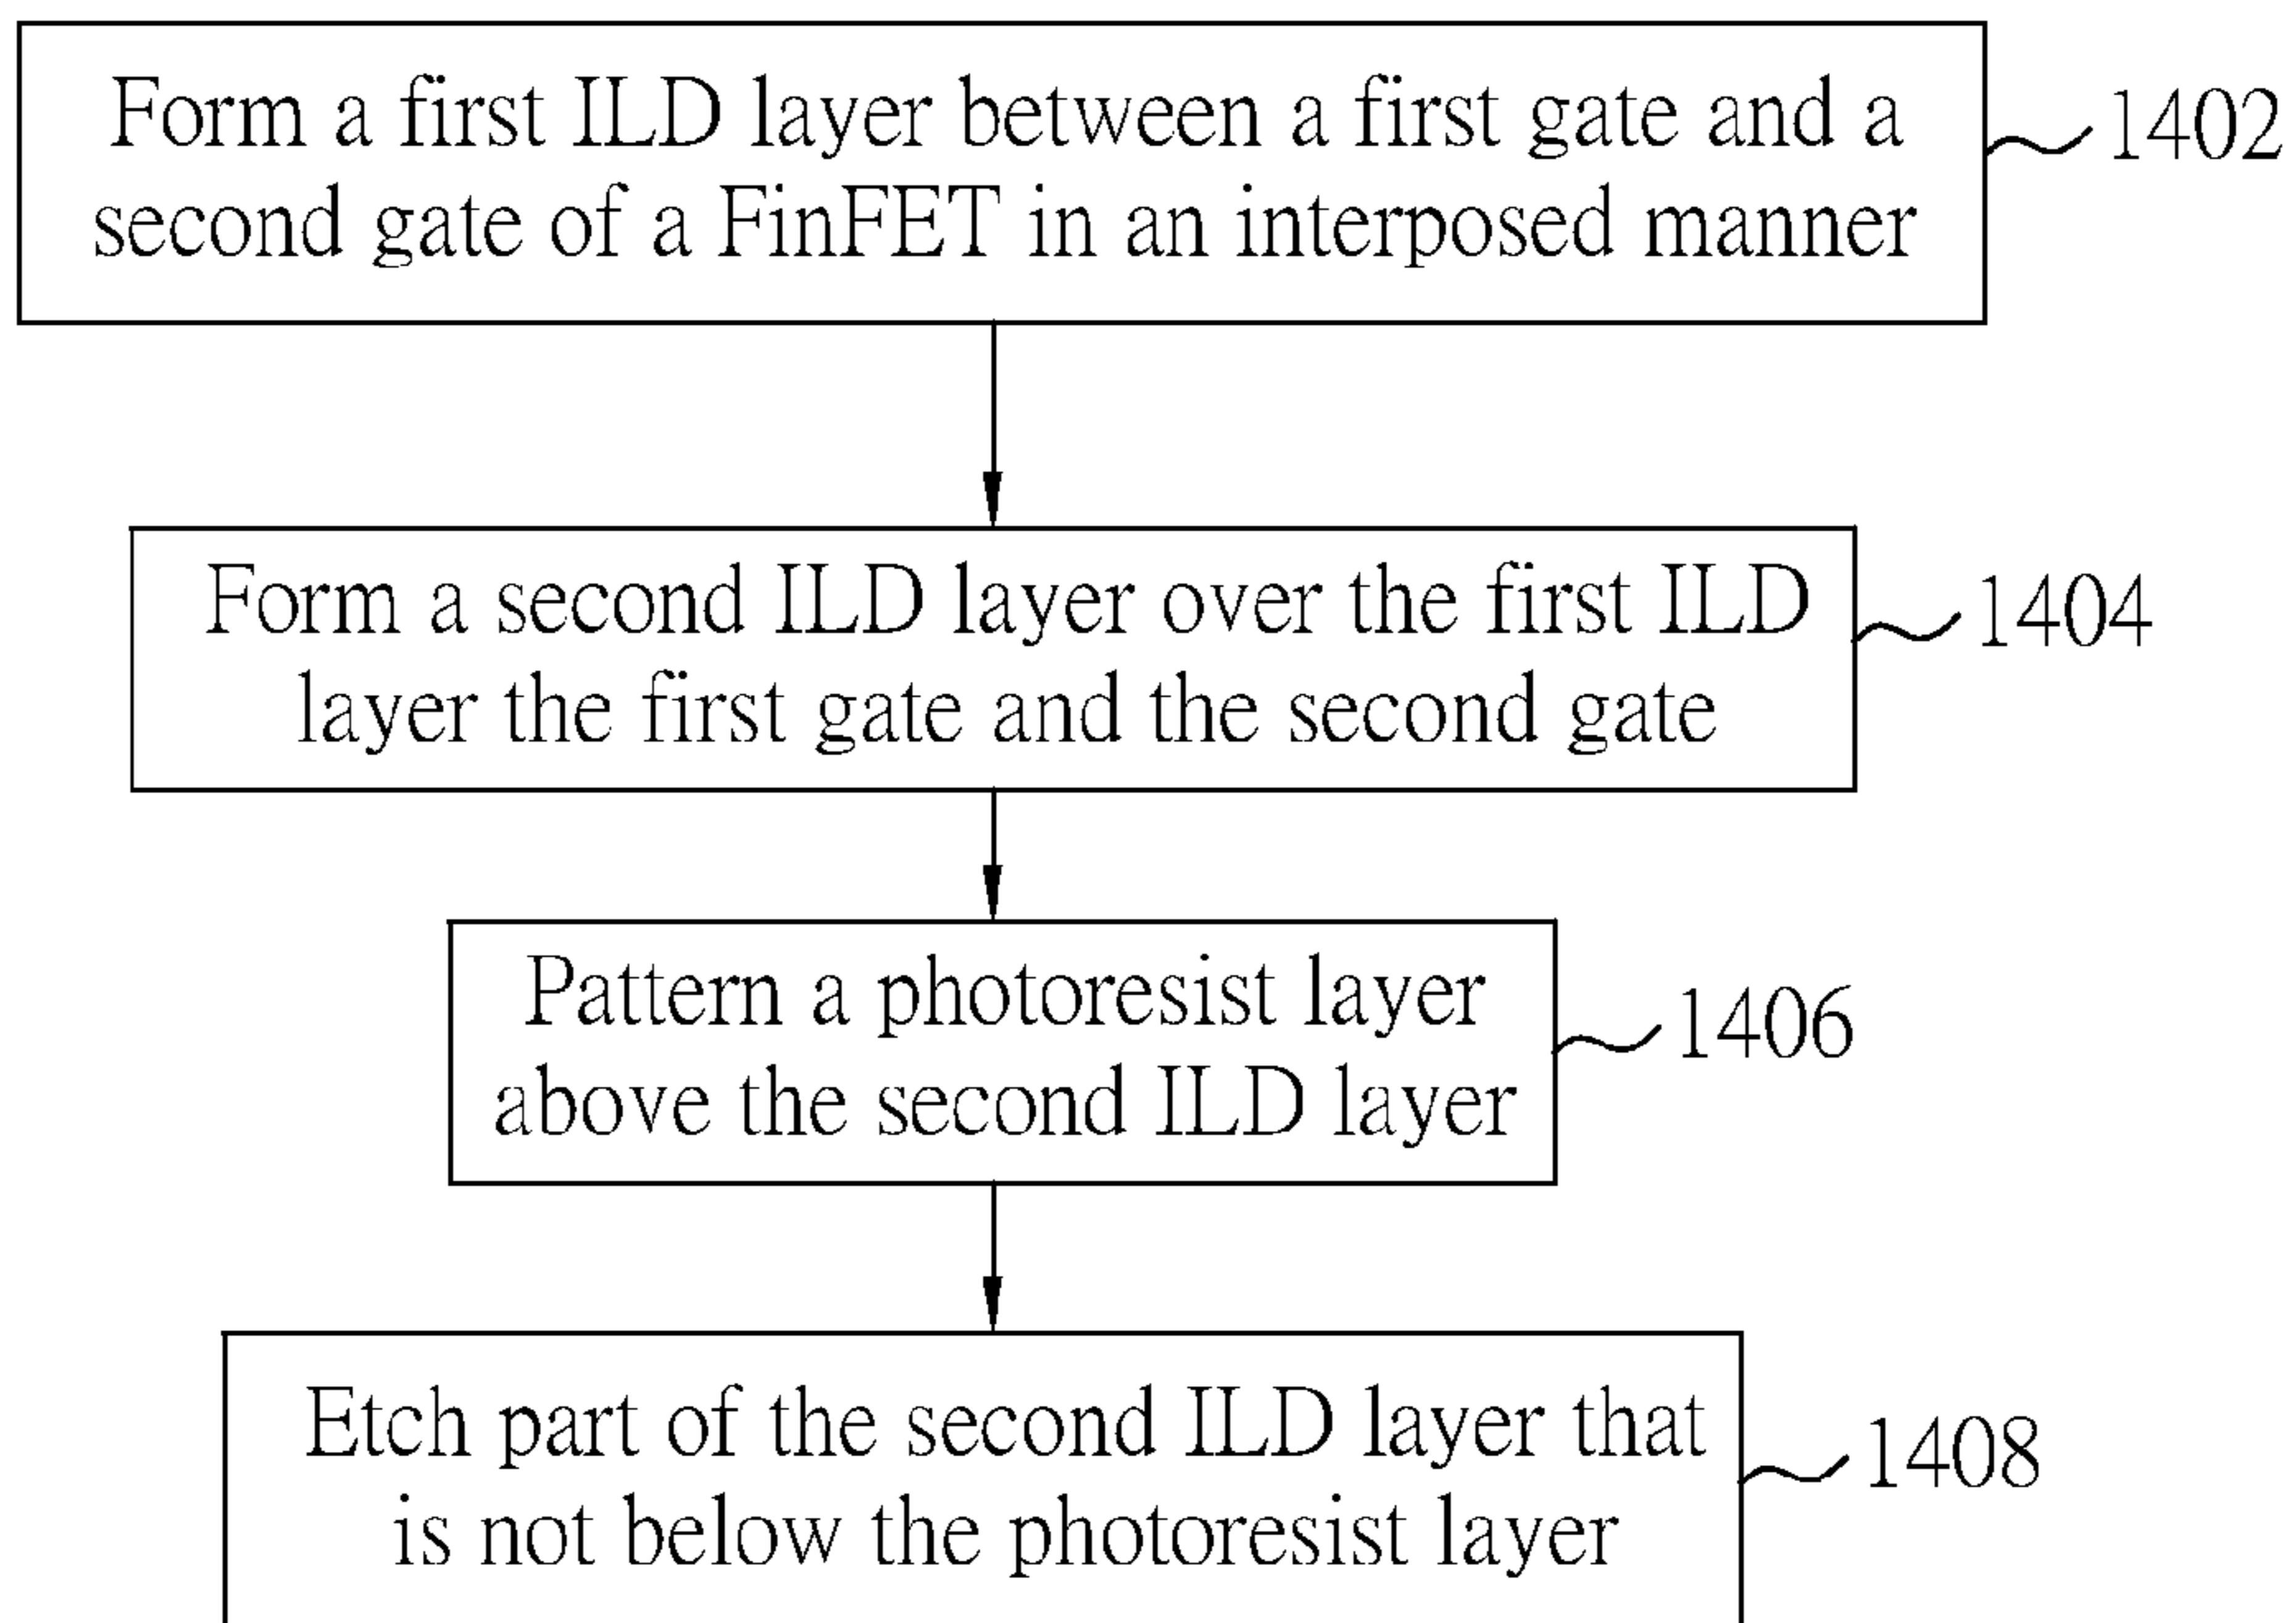 Form a first ILD layer between a first gate and a
second gate of a FinFET in an interposed manner
1402
Form a second ILD layer over the first ILD
layer the first gate and the second gate
1404
Pattern a photoresist layer
above the second ILD layer
1406
Etch part of the second ILD layer that
is not below the photoresist layer
1408